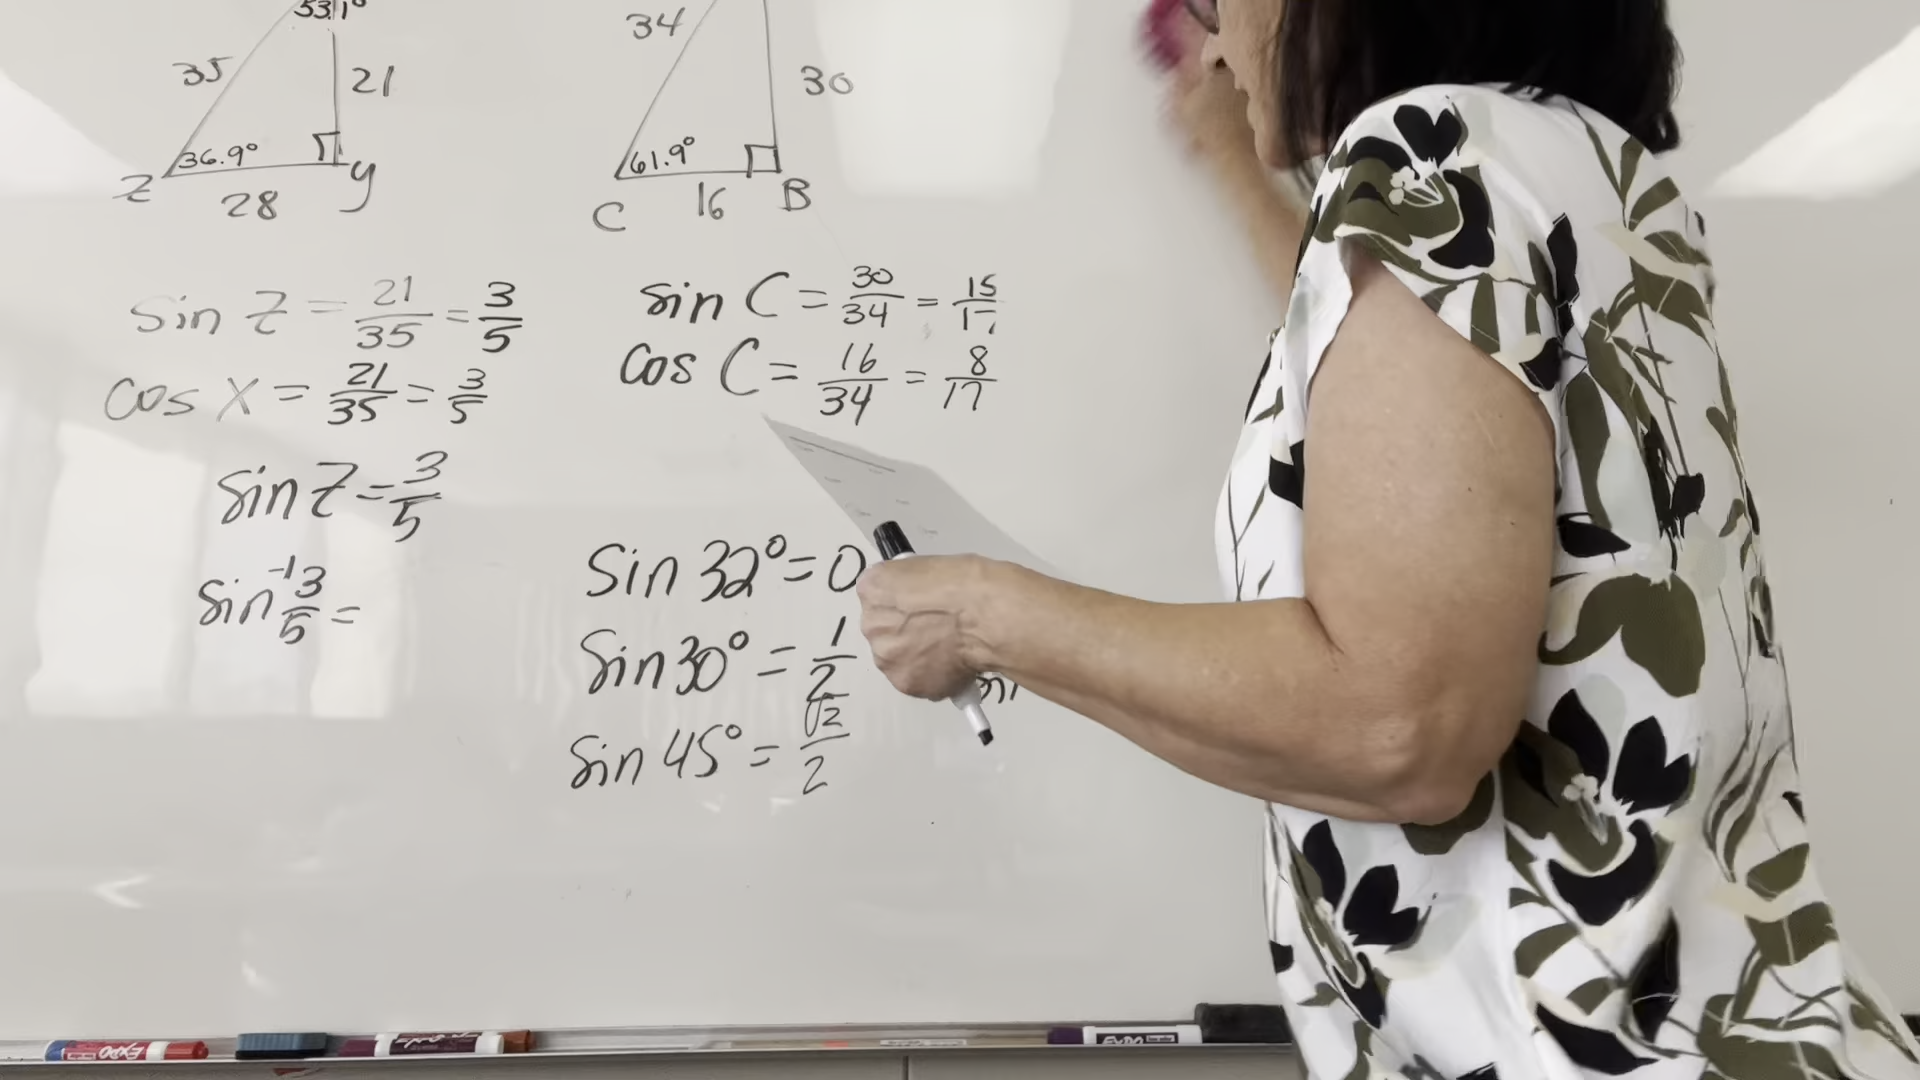 53.1°
35
21
36.9°
Z
28
y
34
30
61.9°
C
16
B
sin Z = 21/35 = 3/5
cos X = 21/35 = 3/5
sin Z = 3/5
sin⁻¹ 3/5 =
sin C = 30/34 = 15/17
cos C = 16/34 = 8/17
Sin 32° = 0
Sin 30° = 1/2
Sin 45° = √2/2
EXPO
EXPO